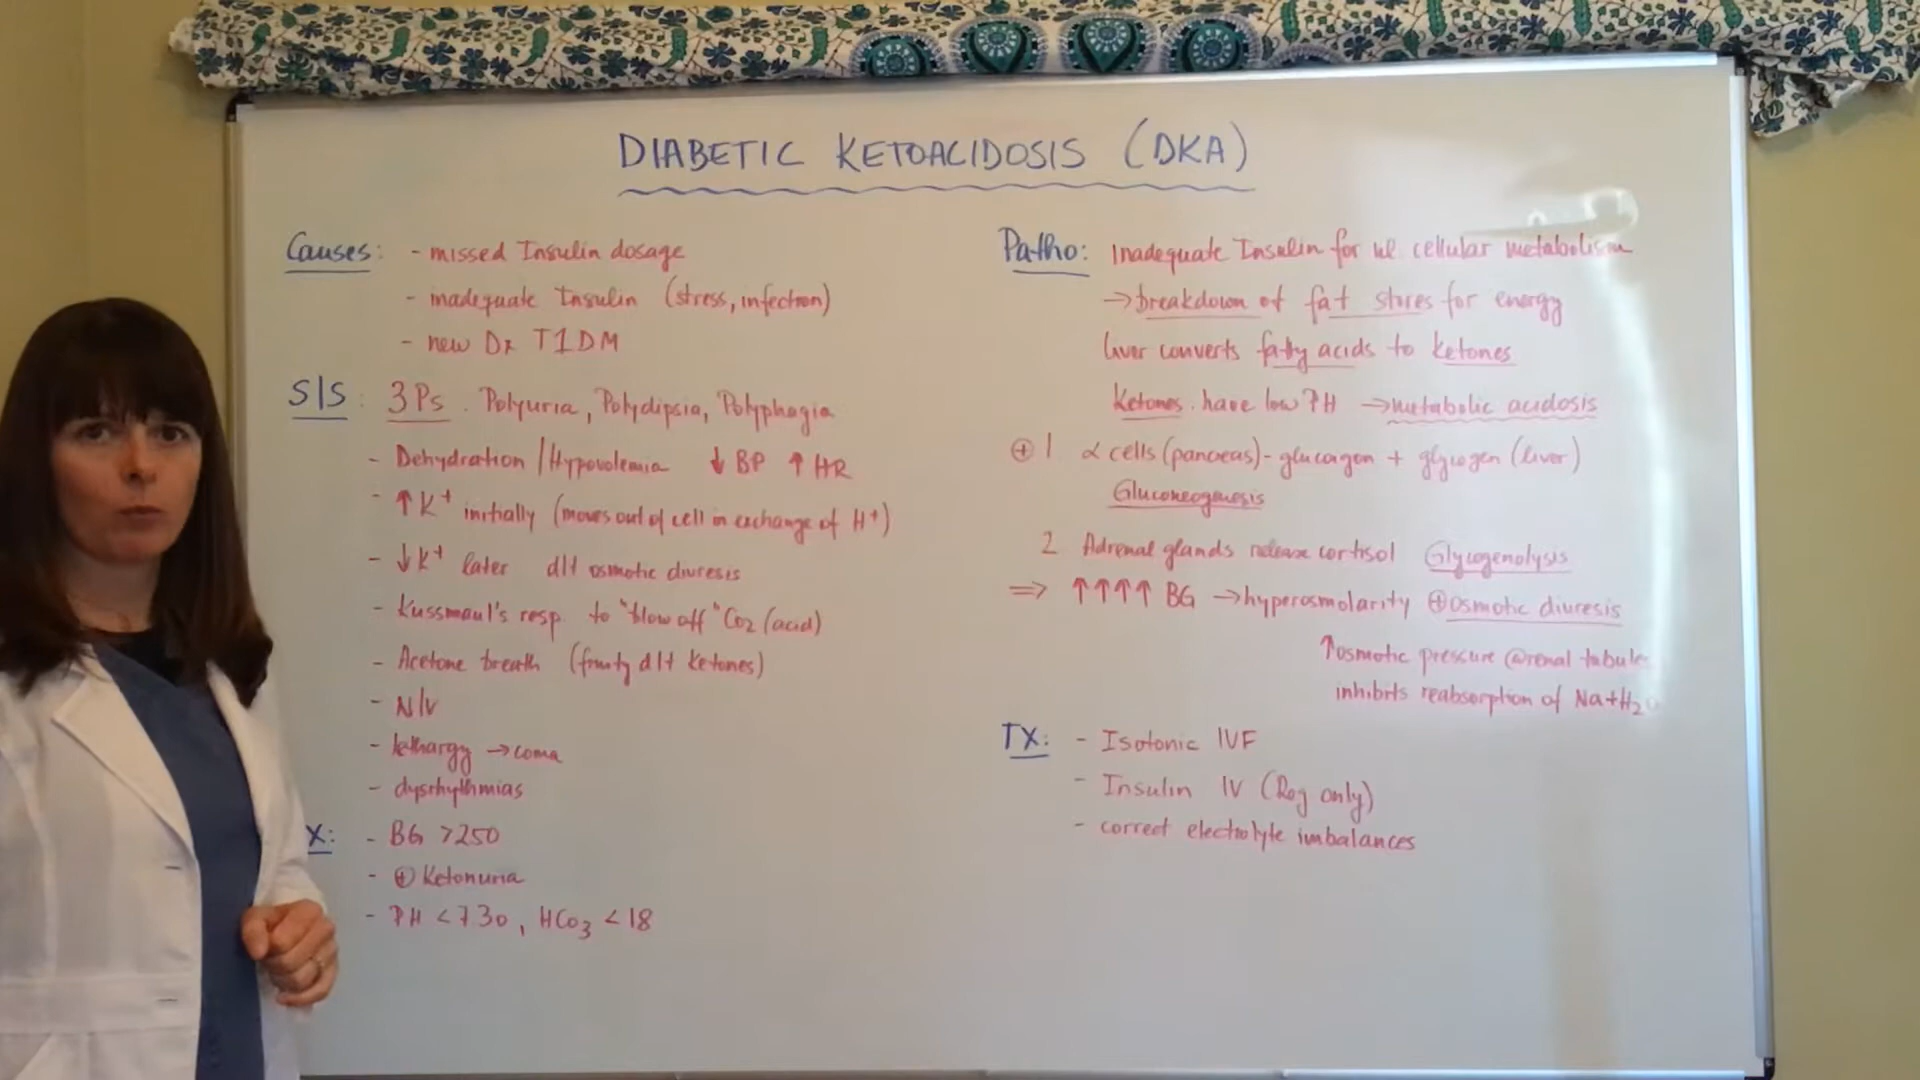 DIABETIC KETOACIDOSIS (DKA)
Causes: - missed Insulin dosage
- inadequate Insulin (stress, infection)
- new Dx T1DM
S/S: 3Ps. Polyuria, Polydipsia, Polyphagia
- Dehydration / Hypovolemia ↓ BP ↑ HR
- ↑ K+ initially (moves out of cell in exchange of H+)
- ↓ K+ later d/t osmotic diuresis
- Kussmaul's resp. to "blow off" CO2 (acid)
- Acetone breath (fruity d/t Ketones)
- N/V
- lethargy → coma
- dysrhythmias
X: - BG >250
- ⊕ Ketonuria
- PH < 7.30, HCO3 < 18
Patho: Inadequate Insulin for cellular metabolism
→ breakdown of fat stores for energy
liver converts fatty acids to Ketones
Ketones have low PH → metabolic acidosis
⊕ 1 α cells (pancreas) - glucagon + glycogen (liver)
Gluconeogenesis
2 Adrenal glands release cortisol Glycogenolysis
⇒ ↑↑↑↑ BG → hyperosmolarity ⊕ osmotic diuresis
↑ osmotic pressure @ renal tubule
inhibits reabsorption of Na + H2
TX: - Isotonic IVF
- Insulin IV (Reg only)
- correct electrolyte imbalances